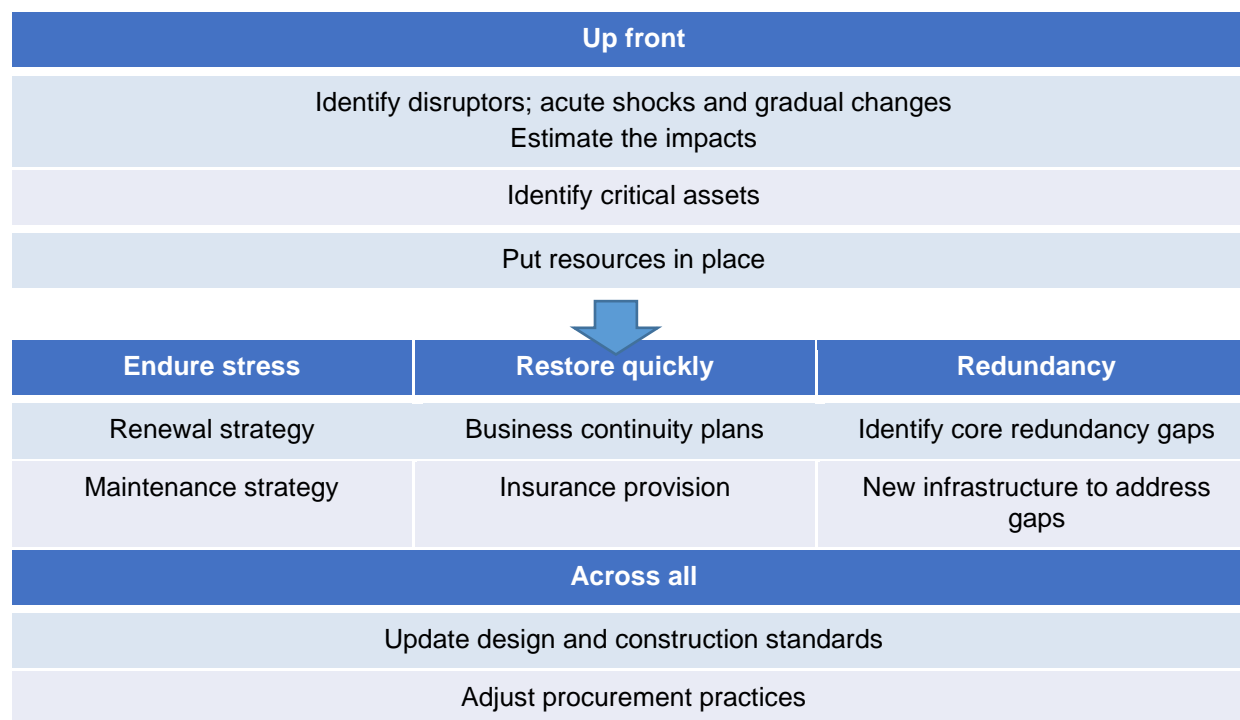 Up front
Identify disruptors; acute shocks and gradual changes
Estimate the impacts
Identify critical assets
Put resources in place
Endure stress
Restore quickly
Redundancy
Renewal strategy
Business continuity plans
Identify core redundancy gaps
Maintenance strategy
Insurance provision
New infrastructure to address
gaps
Across all
Update design and construction standards
Adjust procurement practices